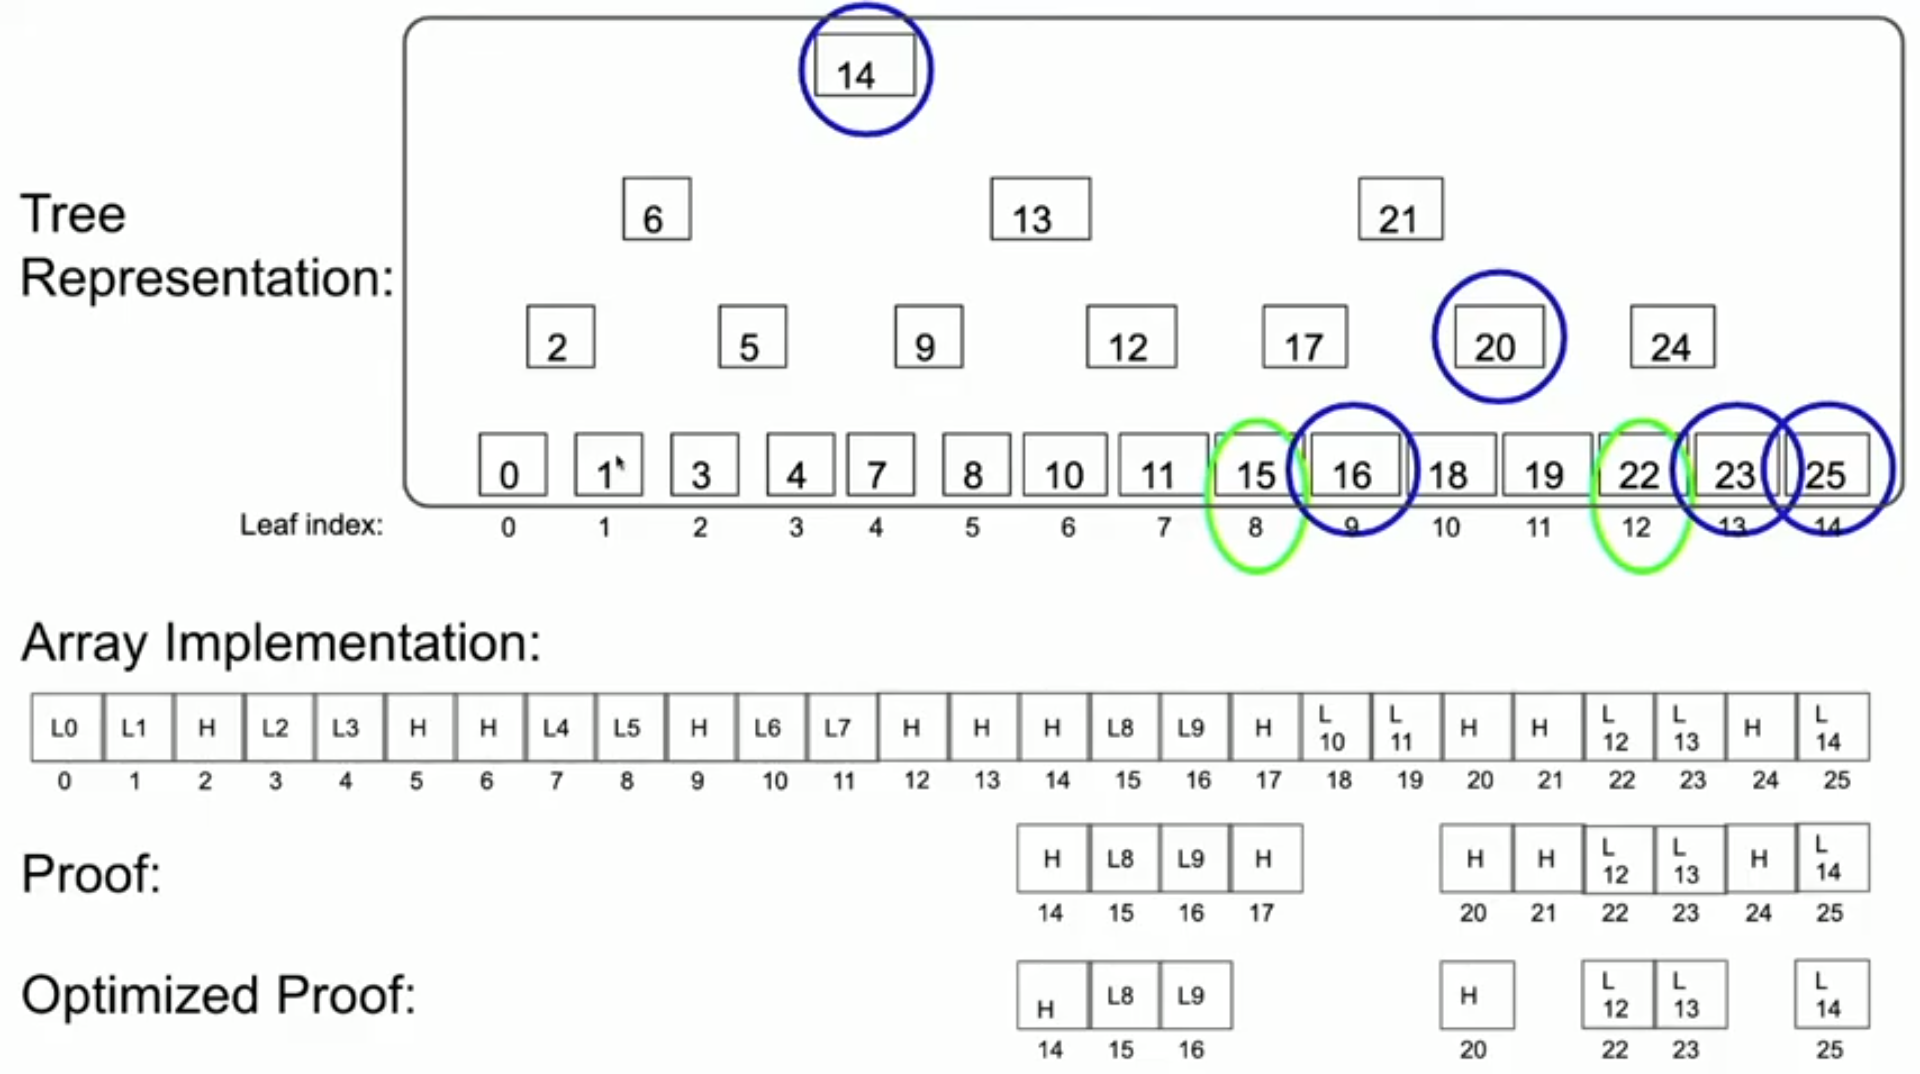 14
6 13 21
Tree
Representation:
2 5 9 12 17 20 24
0 1 3 4 7 8 10 11 15 16 18 19 22 23 25
Leaf index: 0 1 2 3 4 5 6 7 8 9 10 11 12 13 14
Array Implementation:
L0 L1 H L2 L3 H H L4 L5 H L6 L7 H H H L8 L9 H L 10 L 11 H H L 12 L 13 H L 14
0 1 2 3 4 5 6 7 8 9 10 11 12 13 14 15 16 17 18 19 20 21 22 23 24 25
Proof: H L8 L9 H H H L 12 L 13 H L 14
14 15 16 17 20 21 22 23 24 25
Optimized Proof: H L8 L9 H L 12 L 13 L 14
14 15 16 20 22 23 25